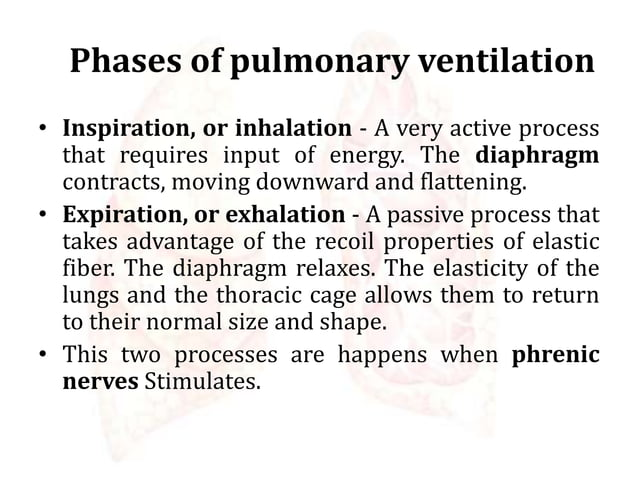 Phases of pulmonary ventilation
• Inspiration, or inhalation - A very active process
that requires input of energy. The diaphragm
contracts, moving downward and flattening.
• Expiration, or exhalation - A passive process that
takes advantage of the recoil properties of elastic
fiber. The diaphragm relaxes. The elasticity of the
lungs and the thoracic cage allows them to return
to their normal size and shape.
• This two processes are happens when phrenic
nerves Stimulates.